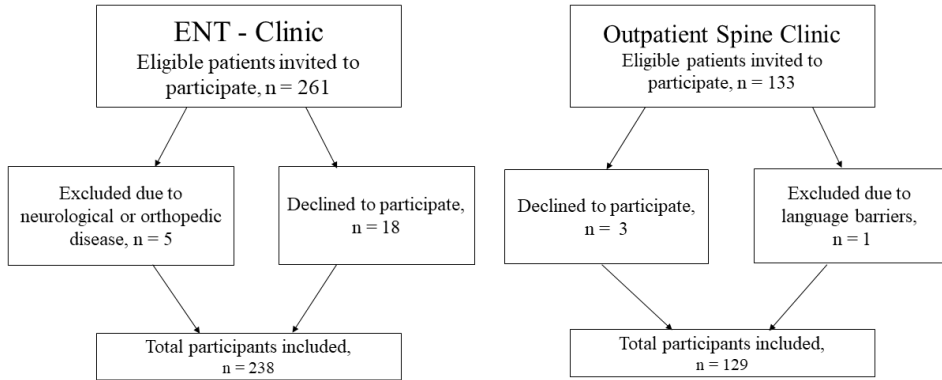 ENT - Clinic
Eligible patients invited to
participate, n = 261
Excluded due to
neurological or orthopedic
disease, n = 5
Declined to participate,
n = 18
Total participants included,
n = 238
Outpatient Spine Clinic
Eligible patients invited to
participate, n = 133
Declined to participate,
n = 3
Excluded due to
language barriers,
n = 1
Total participants included,
n = 129